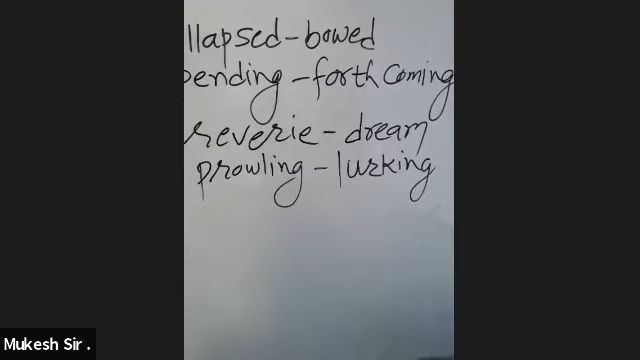 llapsed - bowed
pending - forth Coming
reverie - dream
prowling - lurking
Mukesh Sir .